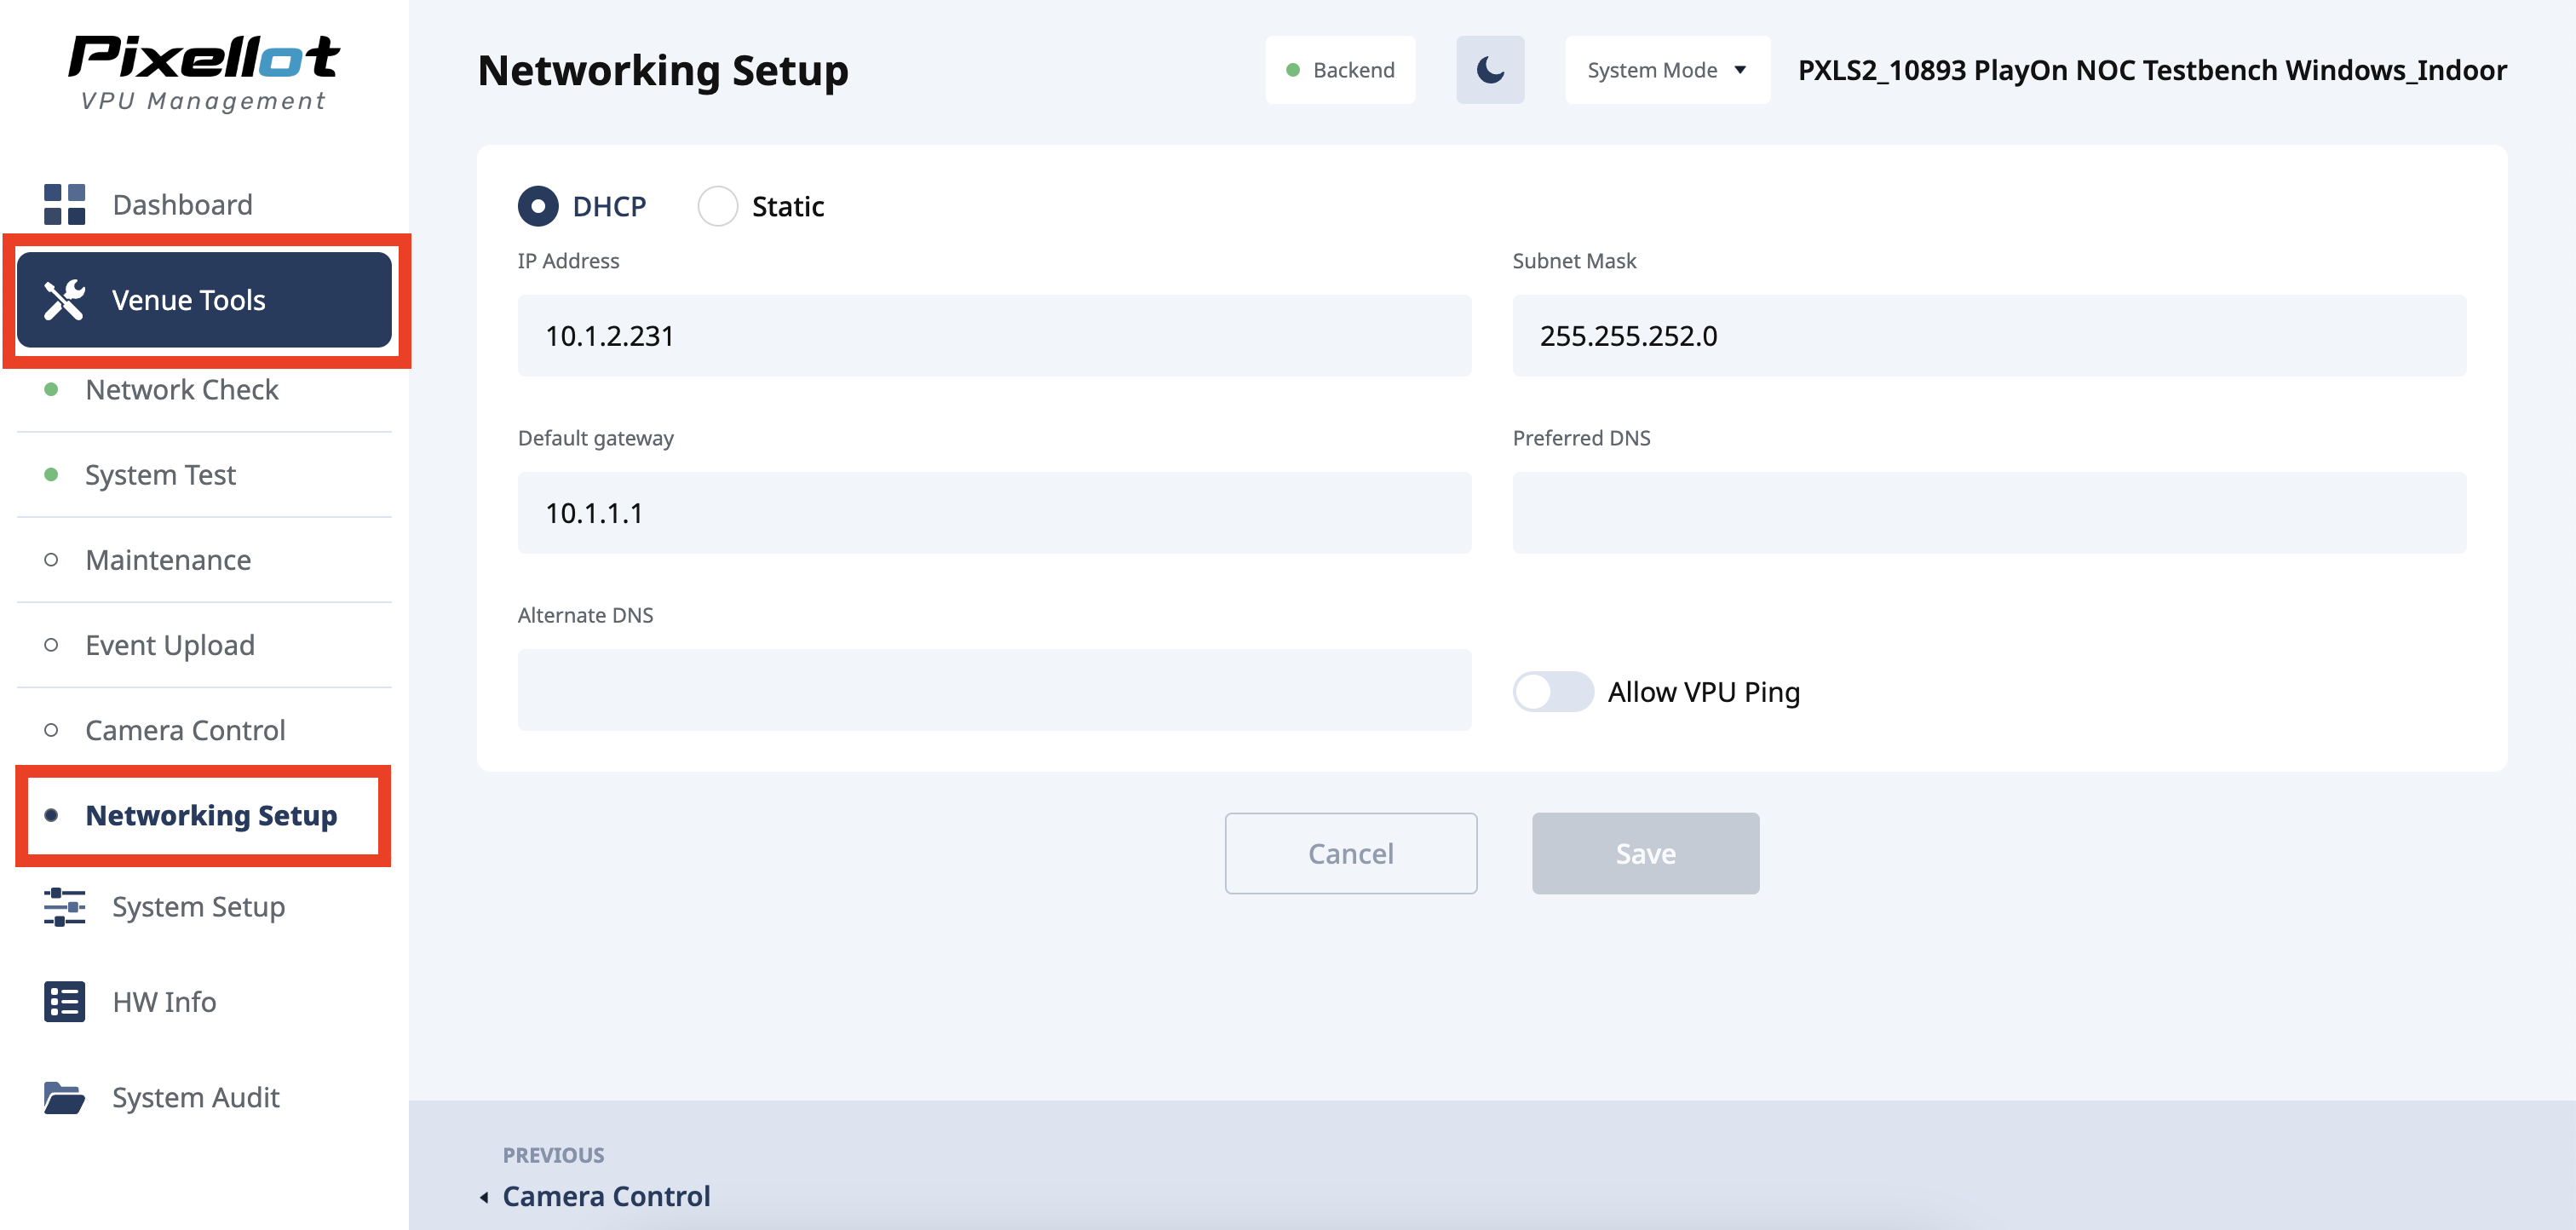 Pixellot
VPU Management
Dashboard
Venue Tools
Network Check
System Test
Maintenance
Event Upload
Camera Control
Networking Setup
System Setup
HW Info
System Audit
Networking Setup
Backend
System Mode
PXLS2_10893 PlayOn NOC Testbench Windows_Indoor
DHCP
Static
IP Address
10.1.2.231
Subnet Mask
255.255.252.0
Default gateway
10.1.1.1
Preferred DNS
Alternate DNS
Allow VPU Ping
Cancel
Save
PREVIOUS
Camera Control